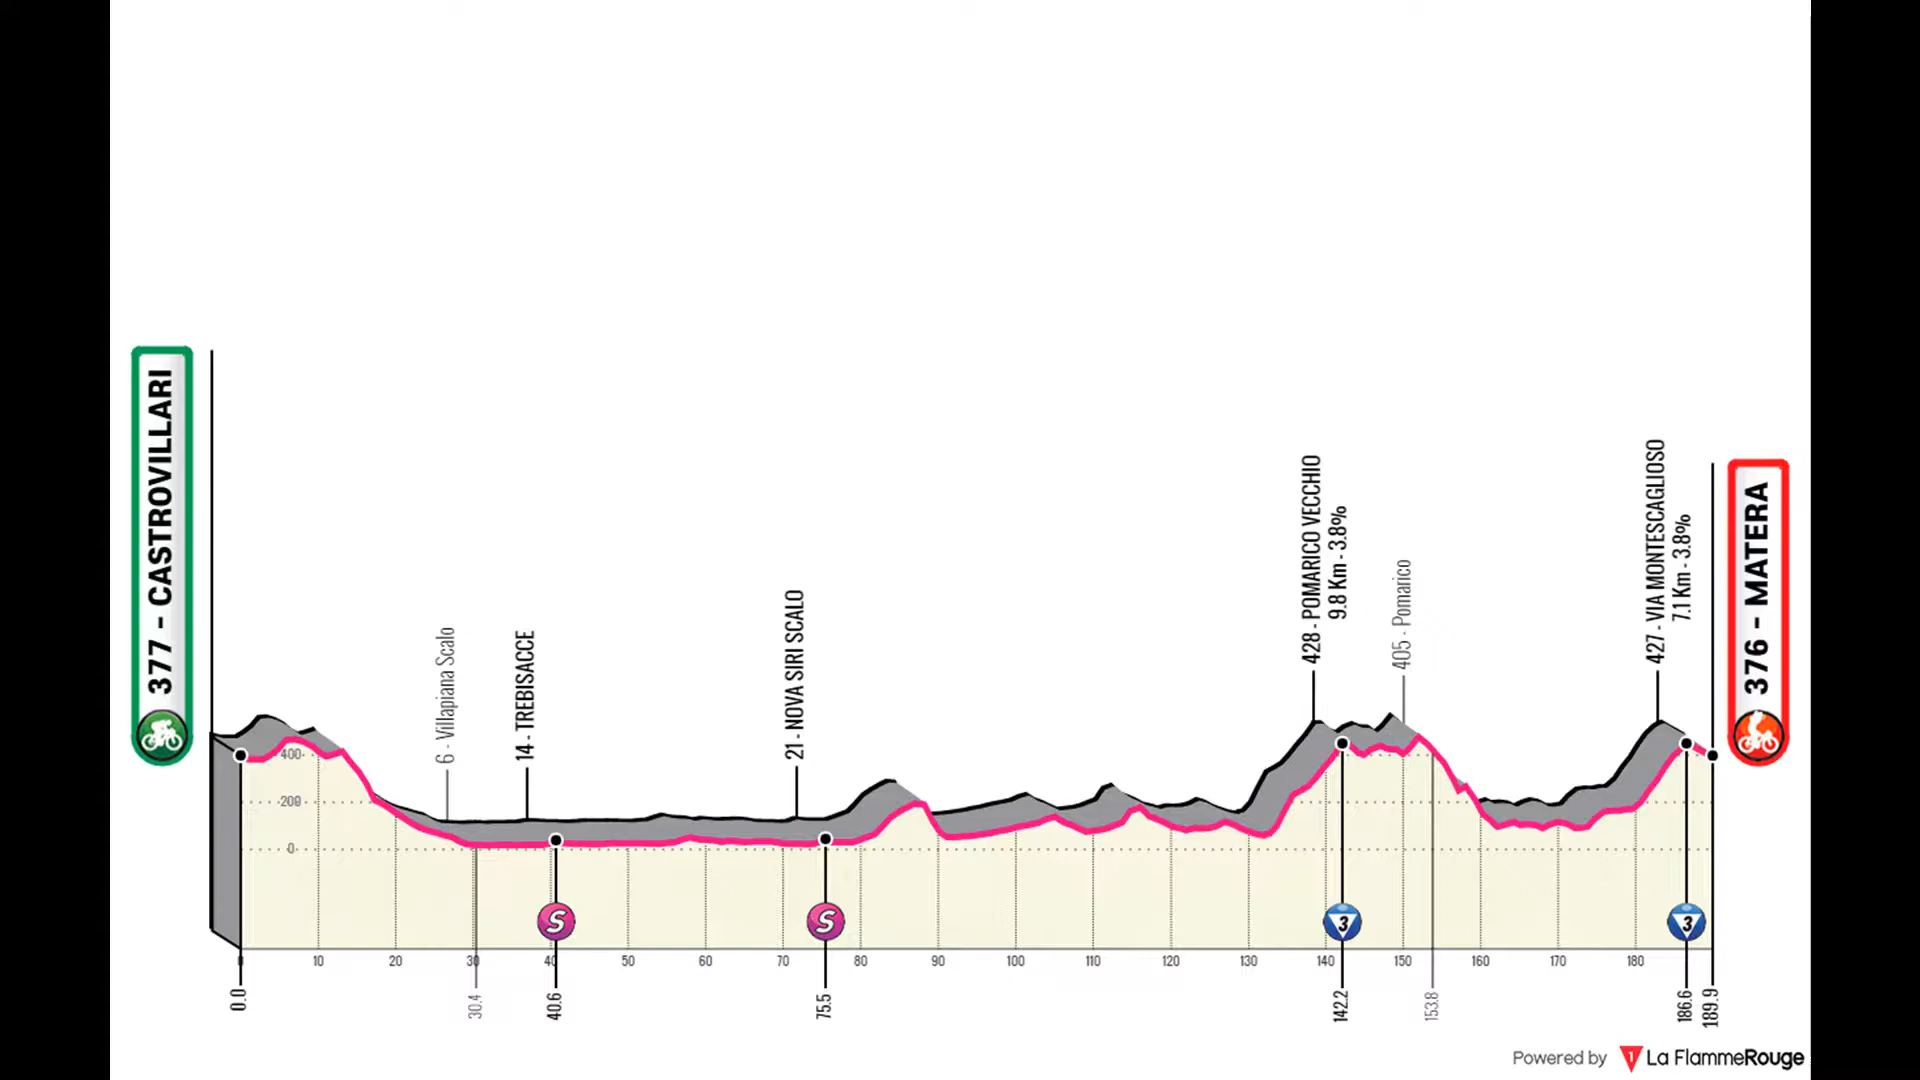 377 - CASTROVILLARI
6 - Villapiana Scalo
14 - TREBISACCE
21 - NOVA SIRI SCALO
428 - POMARICO VECCHIO
9.8 Km - 3.8%
405 - Pomarico
427 - VIA MONTESCAGLIOSO
7.1 Km - 3.8%
376 - MATERA
400
200
0
S
S
3
3
0 10 20 30 40 50 60 70 80 90 100 110 120 130 140 150 160 170 180
0.0 30.4 40.6 75.5 142.2 153.8 186.6 189.9
Powered by 1 La FlammeRouge